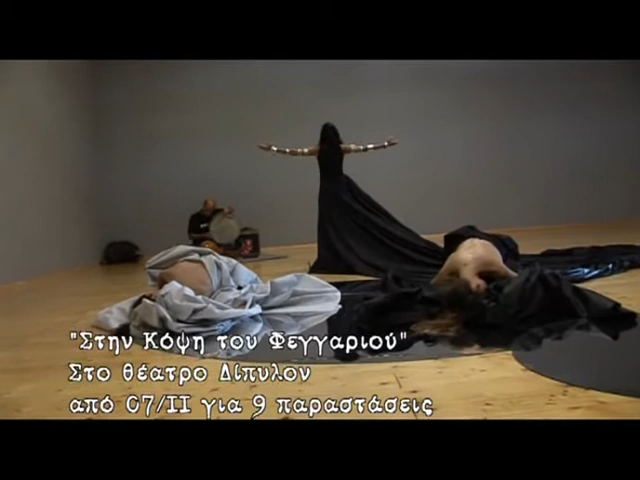 "Στην Κόψη του Φεγγαριού"
Στο θέατρο Δίπυλον
από 07/11 για 9 παραστάσεις